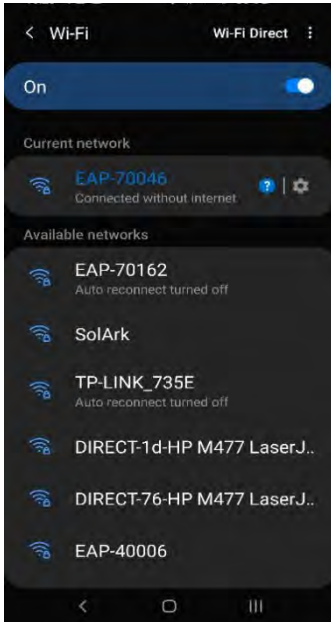 Wi-Fi Wi-Fi Direct
On
Current network
EAP-70046
Connected without internet
Available networks
EAP-70162
Auto reconnect turned off
SolArk
TP-LINK_735E
Auto reconnect turned off
DIRECT-1d-HP M477 LaserJ..
DIRECT-76-HP M477 LaserJ..
EAP-40006